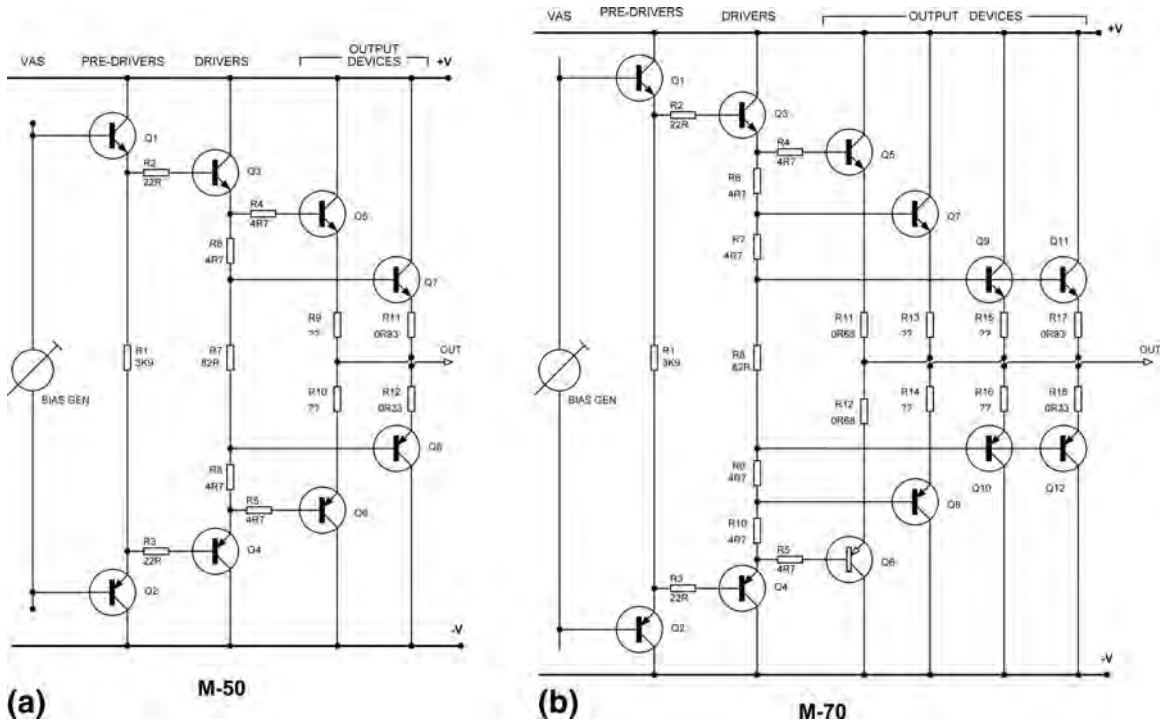 VAS
PRE-DRIVERS
DRIVERS
OUTPUT
DEVICES
+V
Q1
R2
22R
Q3
R4
4R7
Q5
R6
4R7
Q7
R9
??
R11
0R33
R1
3K9
R7
82R
OUT
BIAS GEN
R10
??
R12
0R33
Q8
R8
4R7
R5
4R7
Q6
R3
22R
Q4
Q2
-V
(a)
M-50
VAS
PRE-DRIVERS
DRIVERS
OUTPUT DEVICES
+V
Q1
R2
22R
Q3
R4
4R7
Q5
R6
4R7
Q7
R7
4R7
Q9
Q11
R11
0R68
R13
??
R15
??
R17
0R33
R1
3K9
R8
82R
OUT
BIAS GEN
R12
0R68
R14
??
R16
??
R18
0R33
R9
4R7
Q10
Q12
Q8
R10
4R7
R5
4R7
Q6
R3
22R
Q4
Q2
-V
(b)
M-70